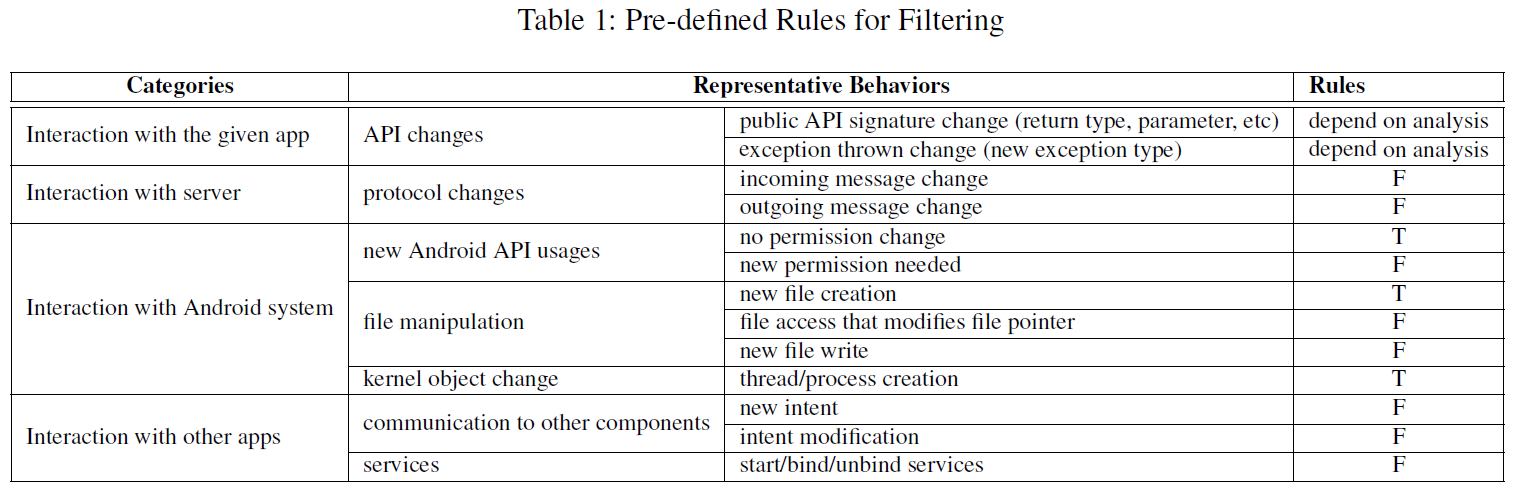 Table 1: Pre-defined Rules for Filtering
Categories Representative Behaviors Rules
Interaction with the given app API changes public API signature change (return type, parameter, etc) depend on analysis
exception thrown change (new exception type) depend on analysis
Interaction with server protocol changes incoming message change F
outgoing message change F
Interaction with Android system new Android API usages no permission change T
new permission needed F
file manipulation new file creation T
file access that modifies file pointer F
new file write F
kernel object change thread/process creation T
Interaction with other apps communication to other components new intent F
intent modification F
services start/bind/unbind services F